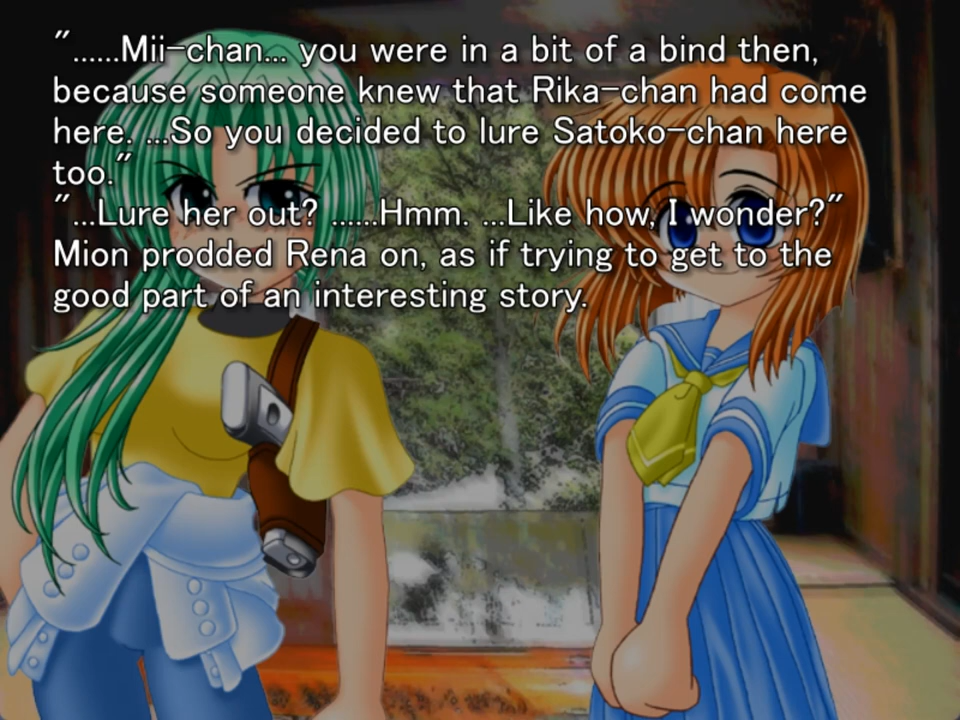 "......Mii-chan... you were in a bit of a bind then,
because someone knew that Rika-chan had come
here. ...So you decided to lure Satoko-chan here
too."
"...Lure her out? ......Hmm. ...Like how, I wonder?"
Mion prodded Rena on, as if trying to get to the
good part of an interesting story.